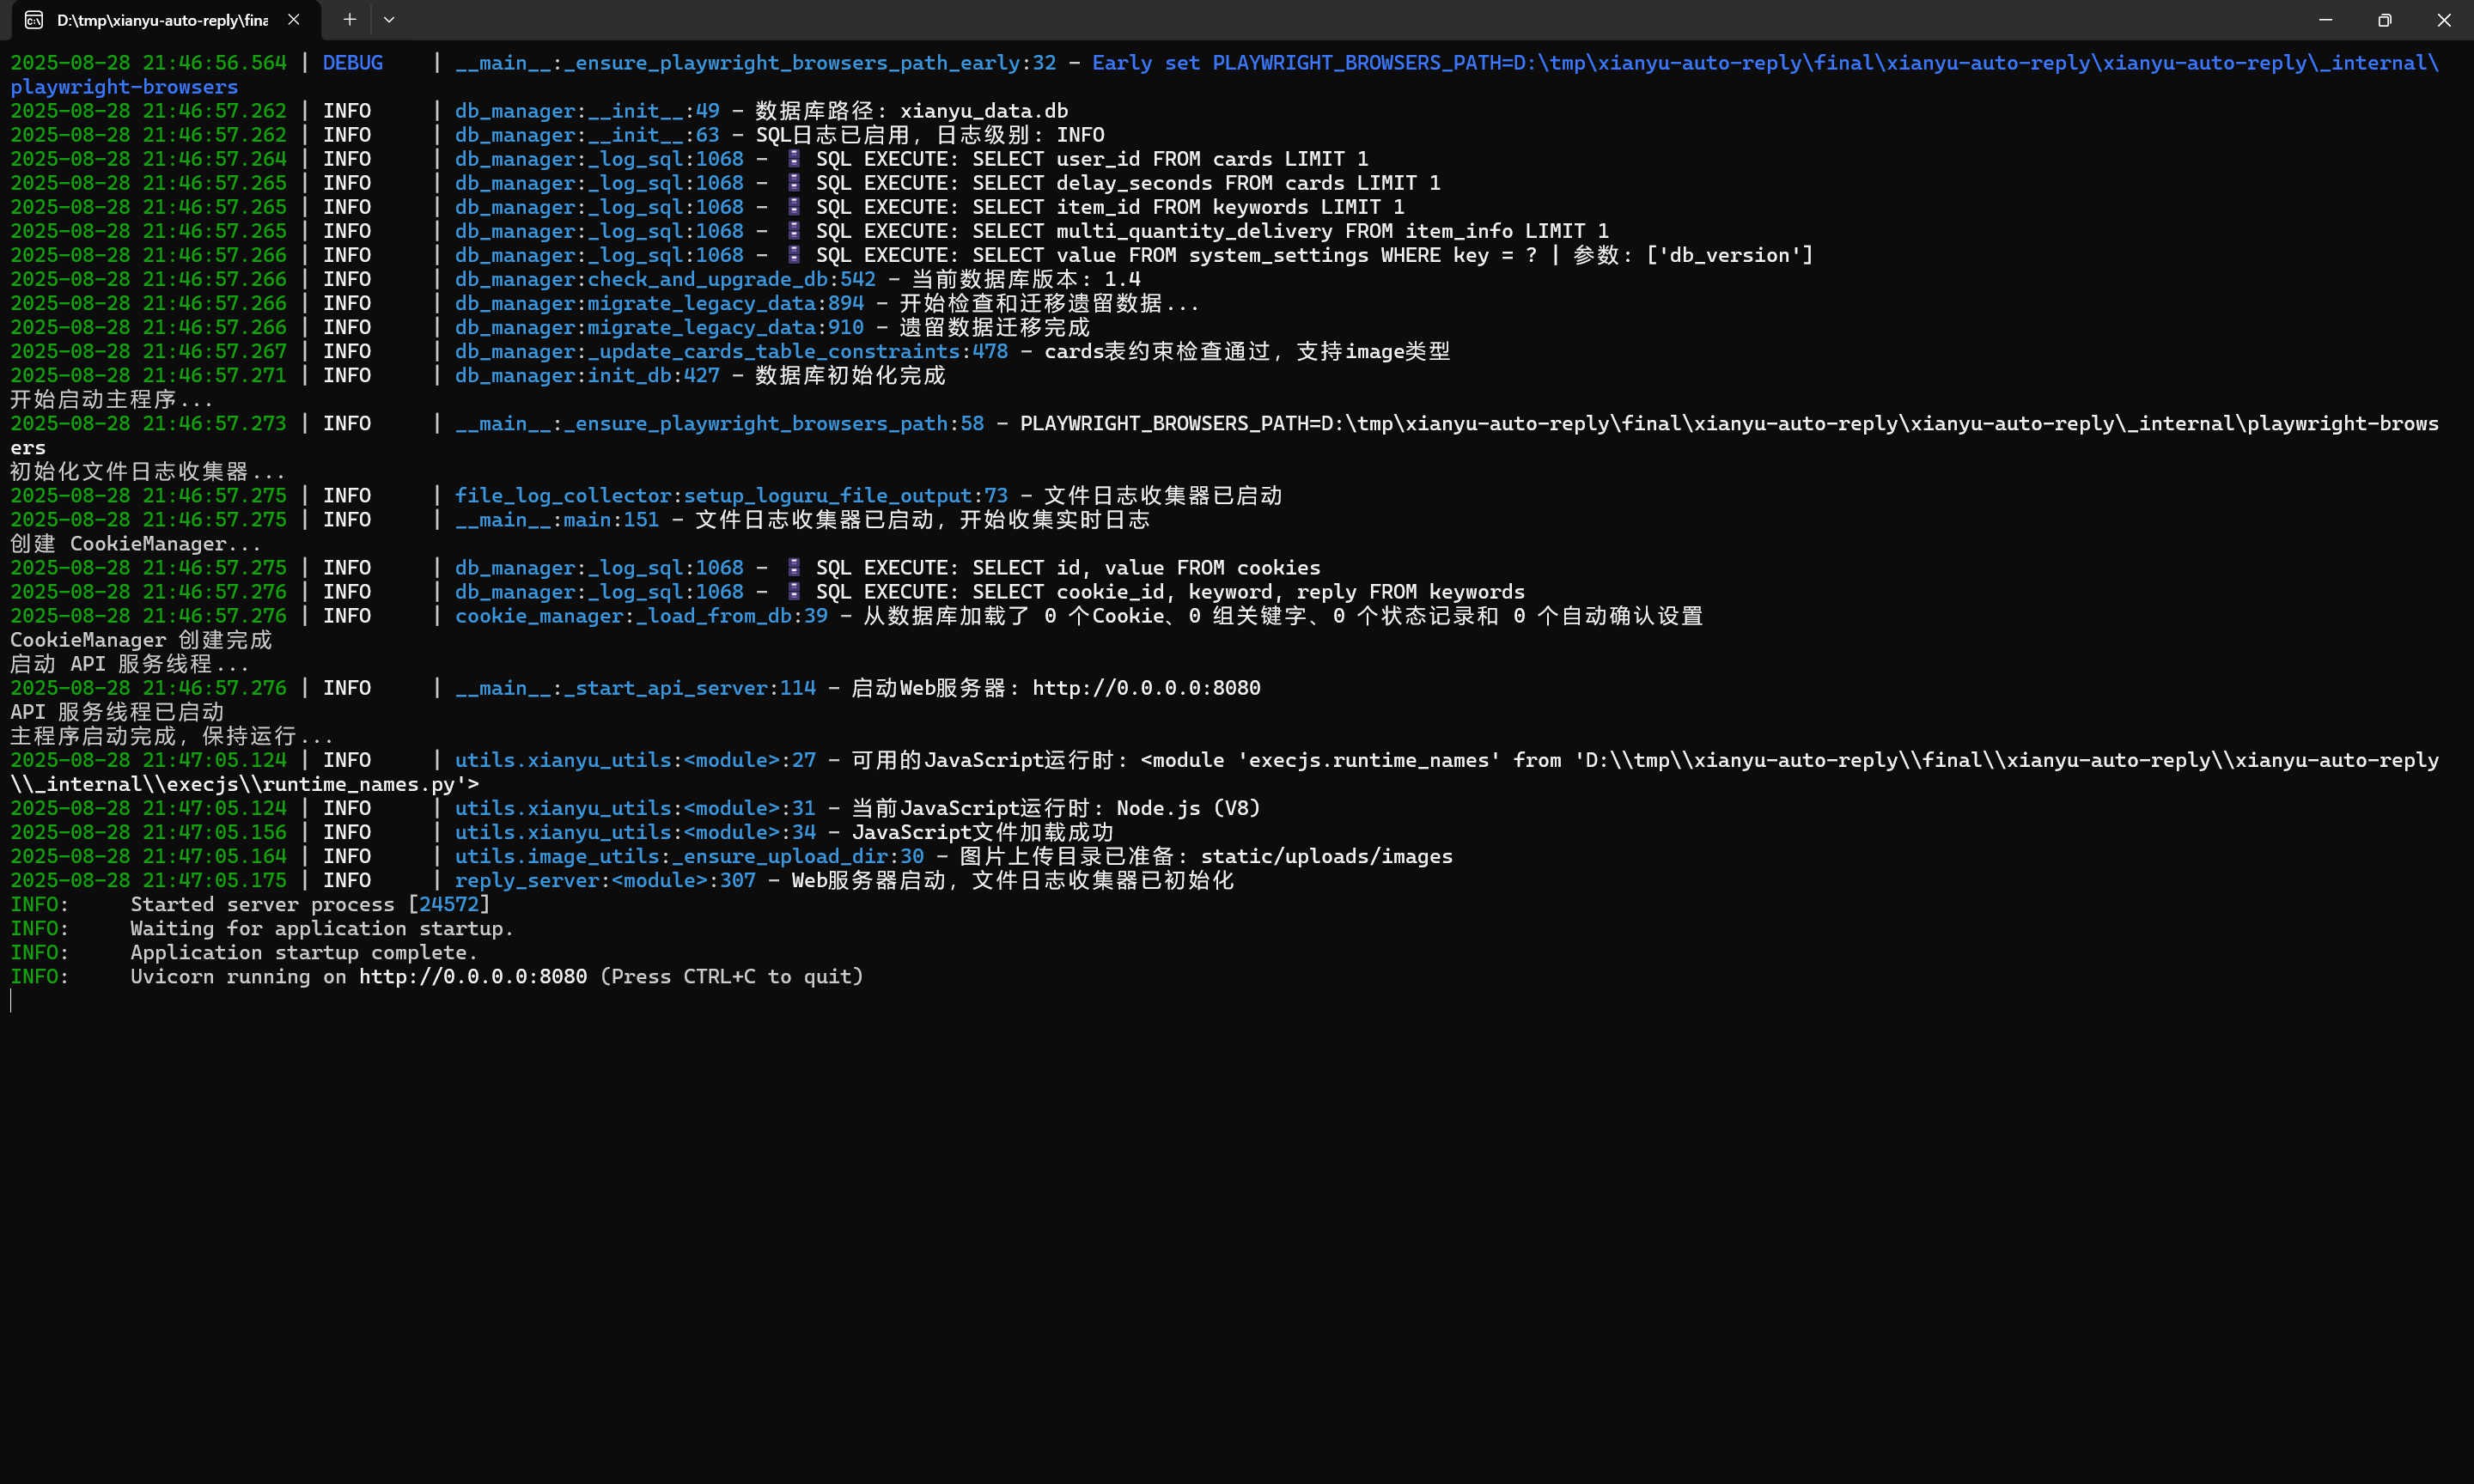 D:\tmp\xianyu-auto-reply\fina
2025-08-28 21:46:56.564 | DEBUG    | __main__:_ensure_playwright_browsers_path_early:32 - Early set PLAYWRIGHT_BROWSERS_PATH=D:\tmp\xianyu-auto-reply\final\xianyu-auto-reply\xianyu-auto-reply\_internal\
playwright-browsers
2025-08-28 21:46:57.262 | INFO     | db_manager:__init__:49 - 数据库路径: xianyu_data.db
2025-08-28 21:46:57.262 | INFO     | db_manager:__init__:63 - SQL日志已启用，日志级别: INFO
2025-08-28 21:46:57.264 | INFO     | db_manager:_log_sql:1068 - 🗄️ SQL EXECUTE: SELECT user_id FROM cards LIMIT 1
2025-08-28 21:46:57.265 | INFO     | db_manager:_log_sql:1068 - 🗄️ SQL EXECUTE: SELECT delay_seconds FROM cards LIMIT 1
2025-08-28 21:46:57.265 | INFO     | db_manager:_log_sql:1068 - 🗄️ SQL EXECUTE: SELECT item_id FROM keywords LIMIT 1
2025-08-28 21:46:57.265 | INFO     | db_manager:_log_sql:1068 - 🗄️ SQL EXECUTE: SELECT multi_quantity_delivery FROM item_info LIMIT 1
2025-08-28 21:46:57.266 | INFO     | db_manager:_log_sql:1068 - 🗄️ SQL EXECUTE: SELECT value FROM system_settings WHERE key = ? | 参数: ['db_version']
2025-08-28 21:46:57.266 | INFO     | db_manager:check_and_upgrade_db:542 - 当前数据库版本: 1.4
2025-08-28 21:46:57.266 | INFO     | db_manager:migrate_legacy_data:894 - 开始检查和迁移遗留数据...
2025-08-28 21:46:57.266 | INFO     | db_manager:migrate_legacy_data:910 - 遗留数据迁移完成
2025-08-28 21:46:57.267 | INFO     | db_manager:_update_cards_table_constraints:478 - cards表约束检查通过，支持image类型
2025-08-28 21:46:57.271 | INFO     | db_manager:init_db:427 - 数据库初始化完成
开始启动主程序...
2025-08-28 21:46:57.273 | INFO     | __main__:_ensure_playwright_browsers_path:58 - PLAYWRIGHT_BROWSERS_PATH=D:\tmp\xianyu-auto-reply\final\xianyu-auto-reply\xianyu-auto-reply\_internal\playwright-brows
ers
初始化文件日志收集器...
2025-08-28 21:46:57.275 | INFO     | file_log_collector:setup_loguru_file_output:73 - 文件日志收集器已启动
2025-08-28 21:46:57.275 | INFO     | __main__:main:151 - 文件日志收集器已启动，开始收集实时日志
创建 CookieManager...
2025-08-28 21:46:57.275 | INFO     | db_manager:_log_sql:1068 - 🗄️ SQL EXECUTE: SELECT id, value FROM cookies
2025-08-28 21:46:57.276 | INFO     | db_manager:_log_sql:1068 - 🗄️ SQL EXECUTE: SELECT cookie_id, keyword, reply FROM keywords
2025-08-28 21:46:57.276 | INFO     | cookie_manager:_load_from_db:39 - 从数据库加载了 0 个Cookie、0 组关键字、0 个状态记录和 0 个自动确认设置
CookieManager 创建完成
启动 API 服务线程...
2025-08-28 21:46:57.276 | INFO     | __main__:_start_api_server:114 - 启动Web服务器: http://0.0.0.0:8080
API 服务线程已启动
主程序启动完成，保持运行...
2025-08-28 21:47:05.124 | INFO     | utils.xianyu_utils:<module>:27 - 可用的JavaScript运行时: <module 'execjs.runtime_names' from 'D:\\tmp\\xianyu-auto-reply\\final\\xianyu-auto-reply\\xianyu-auto-reply
\\_internal\\execjs\\runtime_names.py'>
2025-08-28 21:47:05.124 | INFO     | utils.xianyu_utils:<module>:31 - 当前JavaScript运行时: Node.js (V8)
2025-08-28 21:47:05.156 | INFO     | utils.xianyu_utils:<module>:34 - JavaScript文件加载成功
2025-08-28 21:47:05.164 | INFO     | utils.image_utils:_ensure_upload_dir:30 - 图片上传目录已准备: static/uploads/images
2025-08-28 21:47:05.175 | INFO     | reply_server:<module>:307 - Web服务器启动，文件日志收集器已初始化
INFO:     Started server process [24572]
INFO:     Waiting for application startup.
INFO:     Application startup complete.
INFO:     Uvicorn running on http://0.0.0.0:8080 (Press CTRL+C to quit)